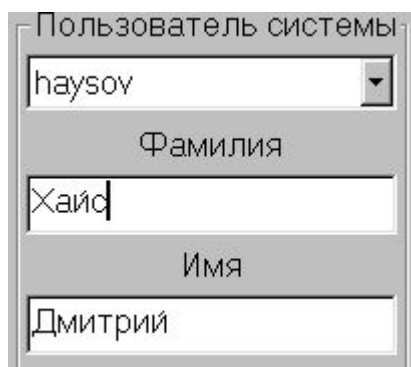 Пользователь системы
haysov
Фамилия
Хайс
Имя
Дмитрий